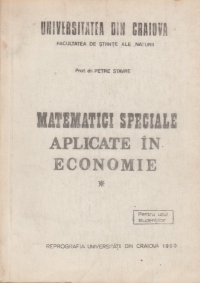 UNIVERSITATEA DIN CRAIOVA
FACULTATEA DE ŞTIINŢE ALE NATURII
Prof. dr. PETRE STAVRE
MATEMATICI SPECIALE
APLICATE ÎN
ECONOMIE
*
Pentru uzul
studenţilor
REPROGRAFIA UNIVERSITĂŢII DIN CRAIOVA